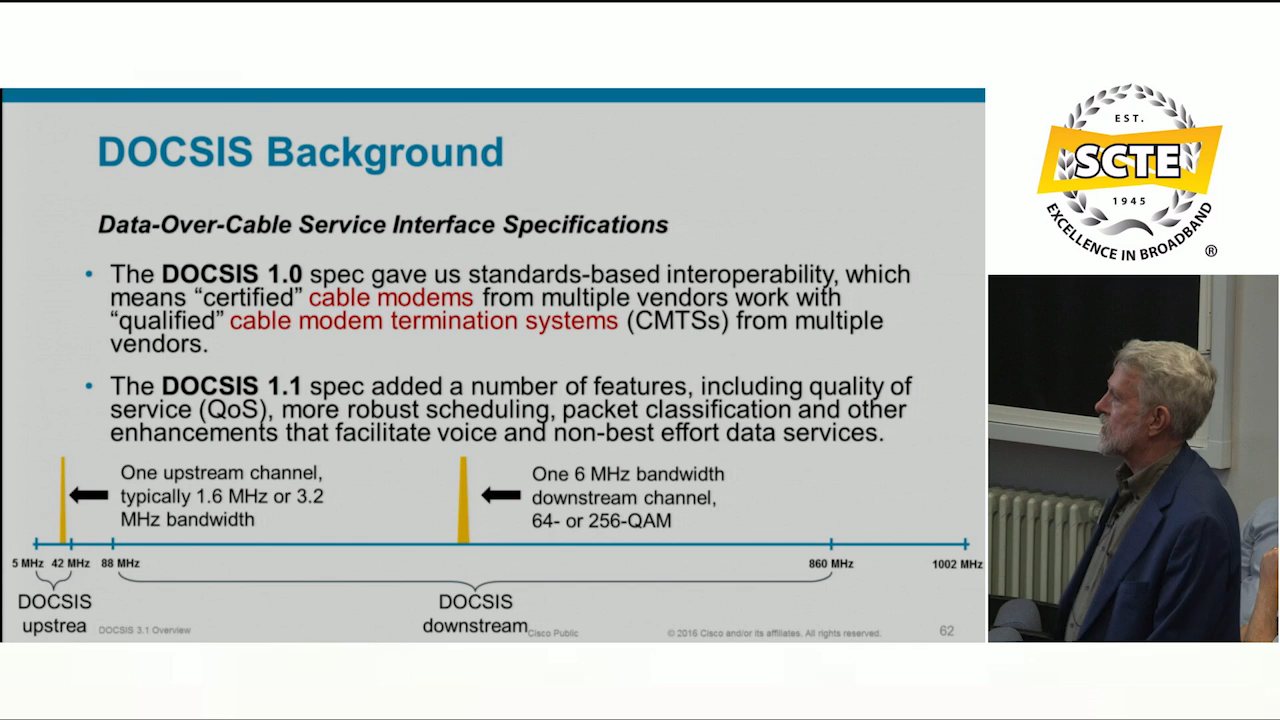 DOCSIS Background
Data-Over-Cable Service Interface Specifications
• The DOCSIS 1.0 spec gave us standards-based interoperability, which
means “certified” cable modems from multiple vendors work with
“qualified” cable modem termination systems (CMTSs) from multiple
vendors.
• The DOCSIS 1.1 spec added a number of features, including quality of
service (QoS), more robust scheduling, packet classification and other
enhancements that facilitate voice and non-best effort data services.
One upstream channel,
typically 1.6 MHz or 3.2
MHz bandwidth
One 6 MHz bandwidth
downstream channel,
64- or 256-QAM
5 MHz 42 MHz 88 MHz 860 MHz 1002 MHz
DOCSIS
upstrea
DOCSIS
downstream
DOCSIS 3.1 Overview
Cisco Public
© 2016 Cisco and/or its affiliates. All rights reserved.
62
EST.
SCTE
1945
EXCELLENCE IN BROADBAND
®